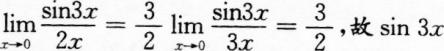 lim_{x→0} sin3x/2x = 3/2 lim_{x→0} sin3x/3x = 3/2,故 sin 3x